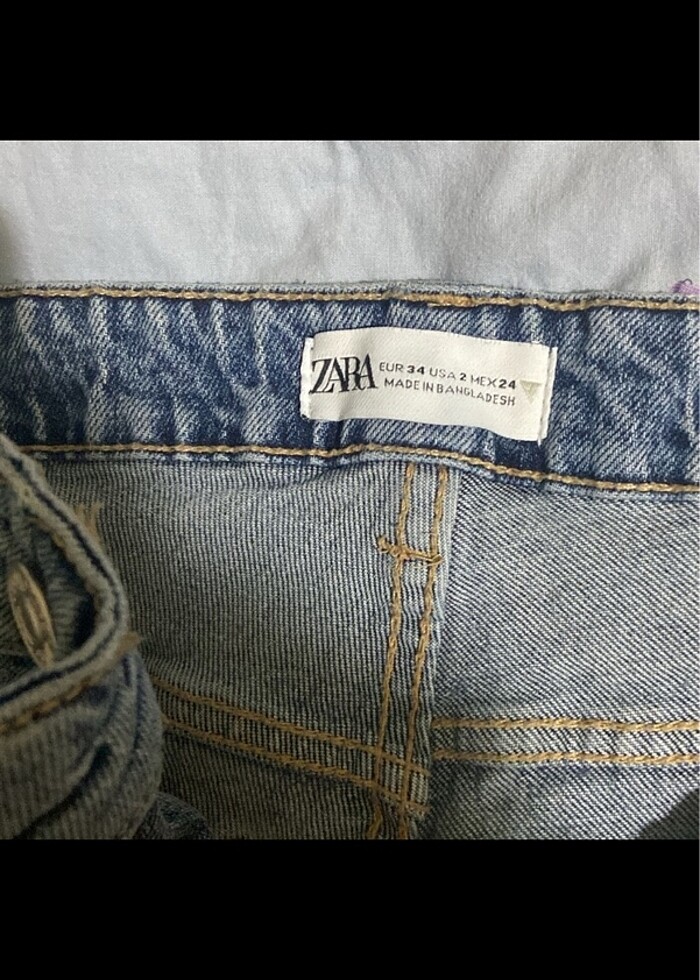 ZARA
EUR 34 USA 2 MEX 24
MADE IN BANGLADESH